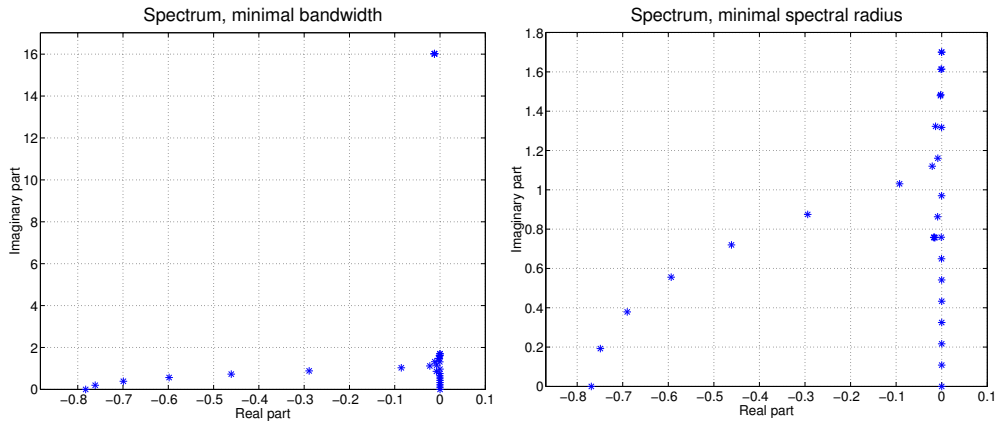 Spectrum, minimal bandwidth
16
14
12
10
8
6
4
2
0
Imaginary part
−0.8 −0.7 −0.6 −0.5 −0.4 −0.3 −0.2 −0.1 0 0.1
Real part
Spectrum, minimal spectral radius
1.8
1.6
1.4
1.2
1
0.8
0.6
0.4
0.2
0
Imaginary part
−0.8 −0.7 −0.6 −0.5 −0.4 −0.3 −0.2 −0.1 0 0.1
Real part